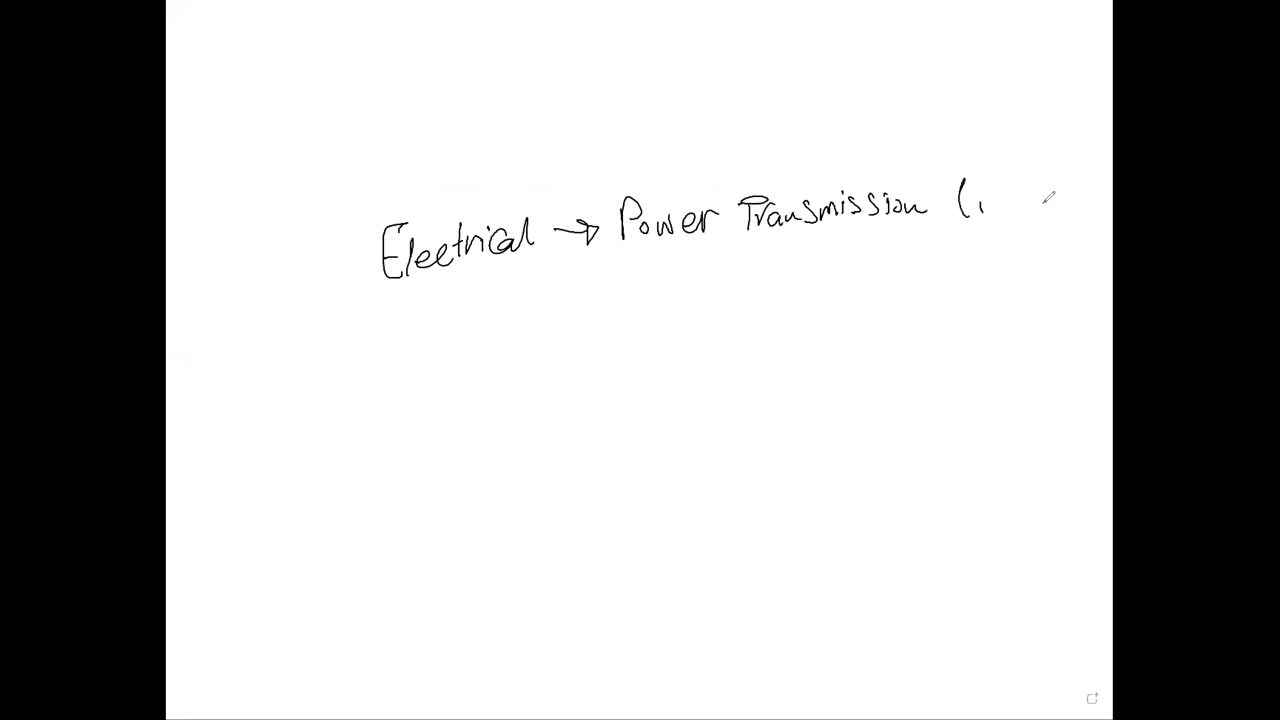 Electrical → Power Transmission (